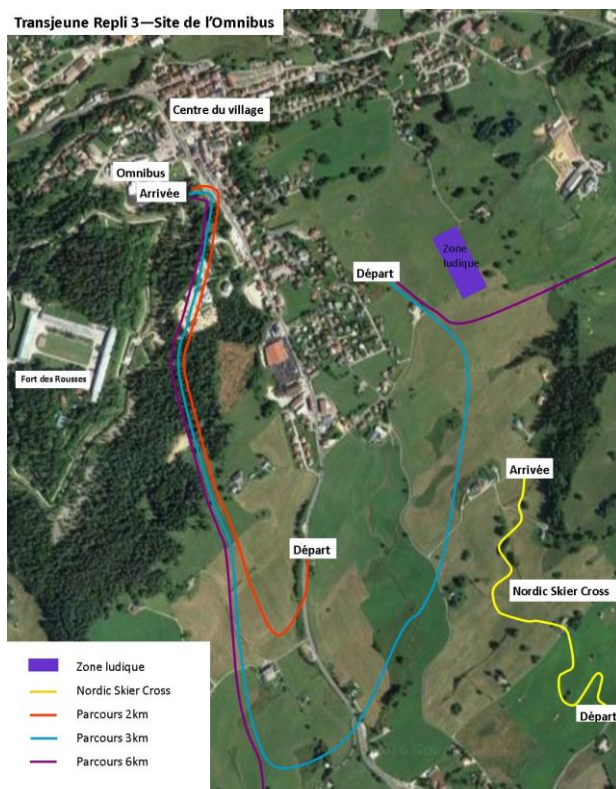 Transjeune Repli 3—Site de l'Omnibus
Centre du village
Omnibus
Arrivée
Zone
ludique
Départ
Fort des Rousses
Arrivée
Départ
Nordic Skier Cross
Départ
Zone ludique
Nordic Skier Cross
Parcours 2km
Parcours 3km
Parcours 6km